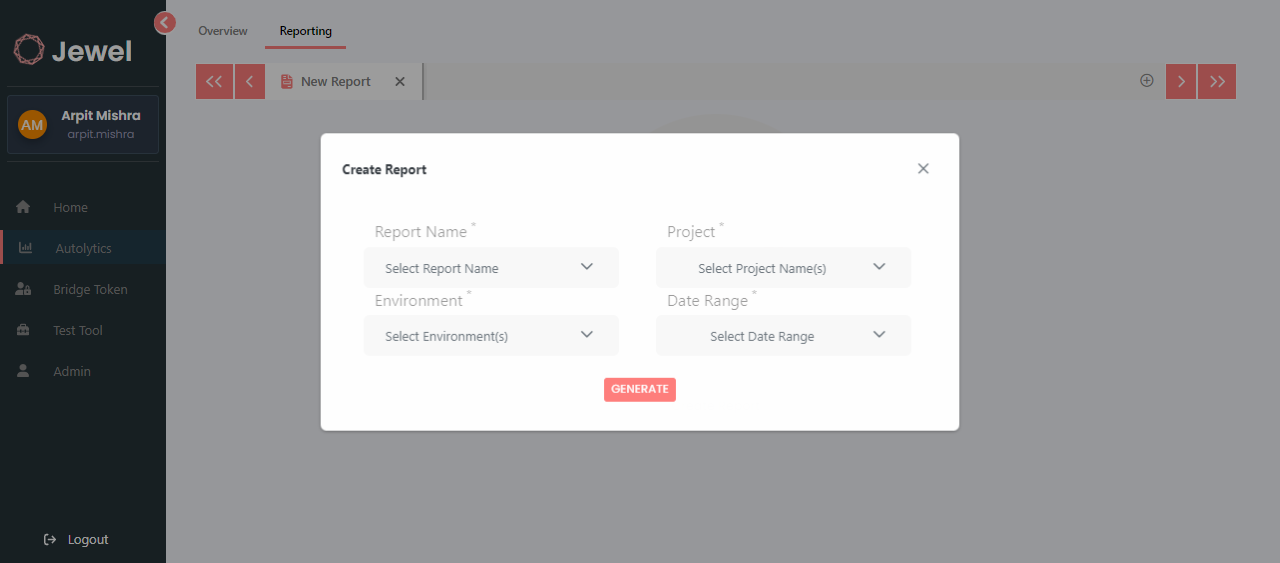 Jewel
AM
Arpit Mishra
arpit.mishra
Home
Autolytics
Bridge Token
Test Tool
Admin
Logout
Overview
Reporting
New Report
Create Report
Report Name *
Project *
Select Report Name
Select Project Name(s)
Environment *
Date Range *
Select Environment(s)
Select Date Range
GENERATE